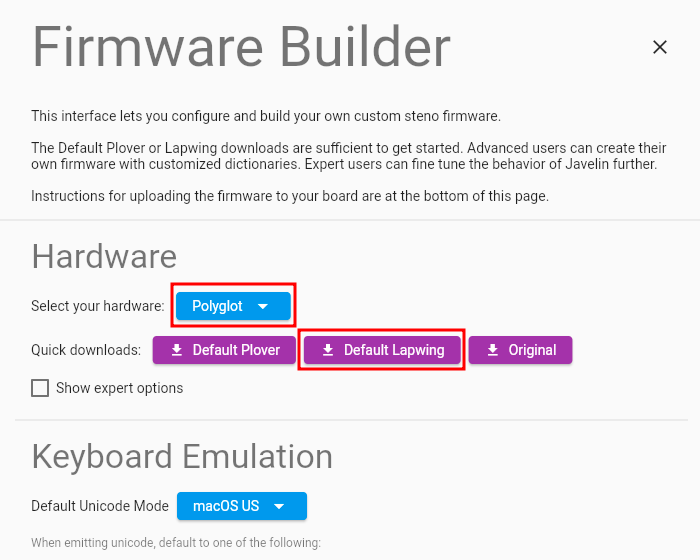 Firmware Builder
This interface lets you configure and build your own custom steno firmware.
The Default Plover or Lapwing downloads are sufficient to get started. Advanced users can create their
own firmware with customized dictionaries. Expert users can fine tune the behavior of Javelin further.
Instructions for uploading the firmware to your board are at the bottom of this page.
Hardware
Select your hardware: Polyglot
Quick downloads: Default Plover Default Lapwing Original
Show expert options
Keyboard Emulation
Default Unicode Mode macOS US
When emitting unicode, default to one of the following: